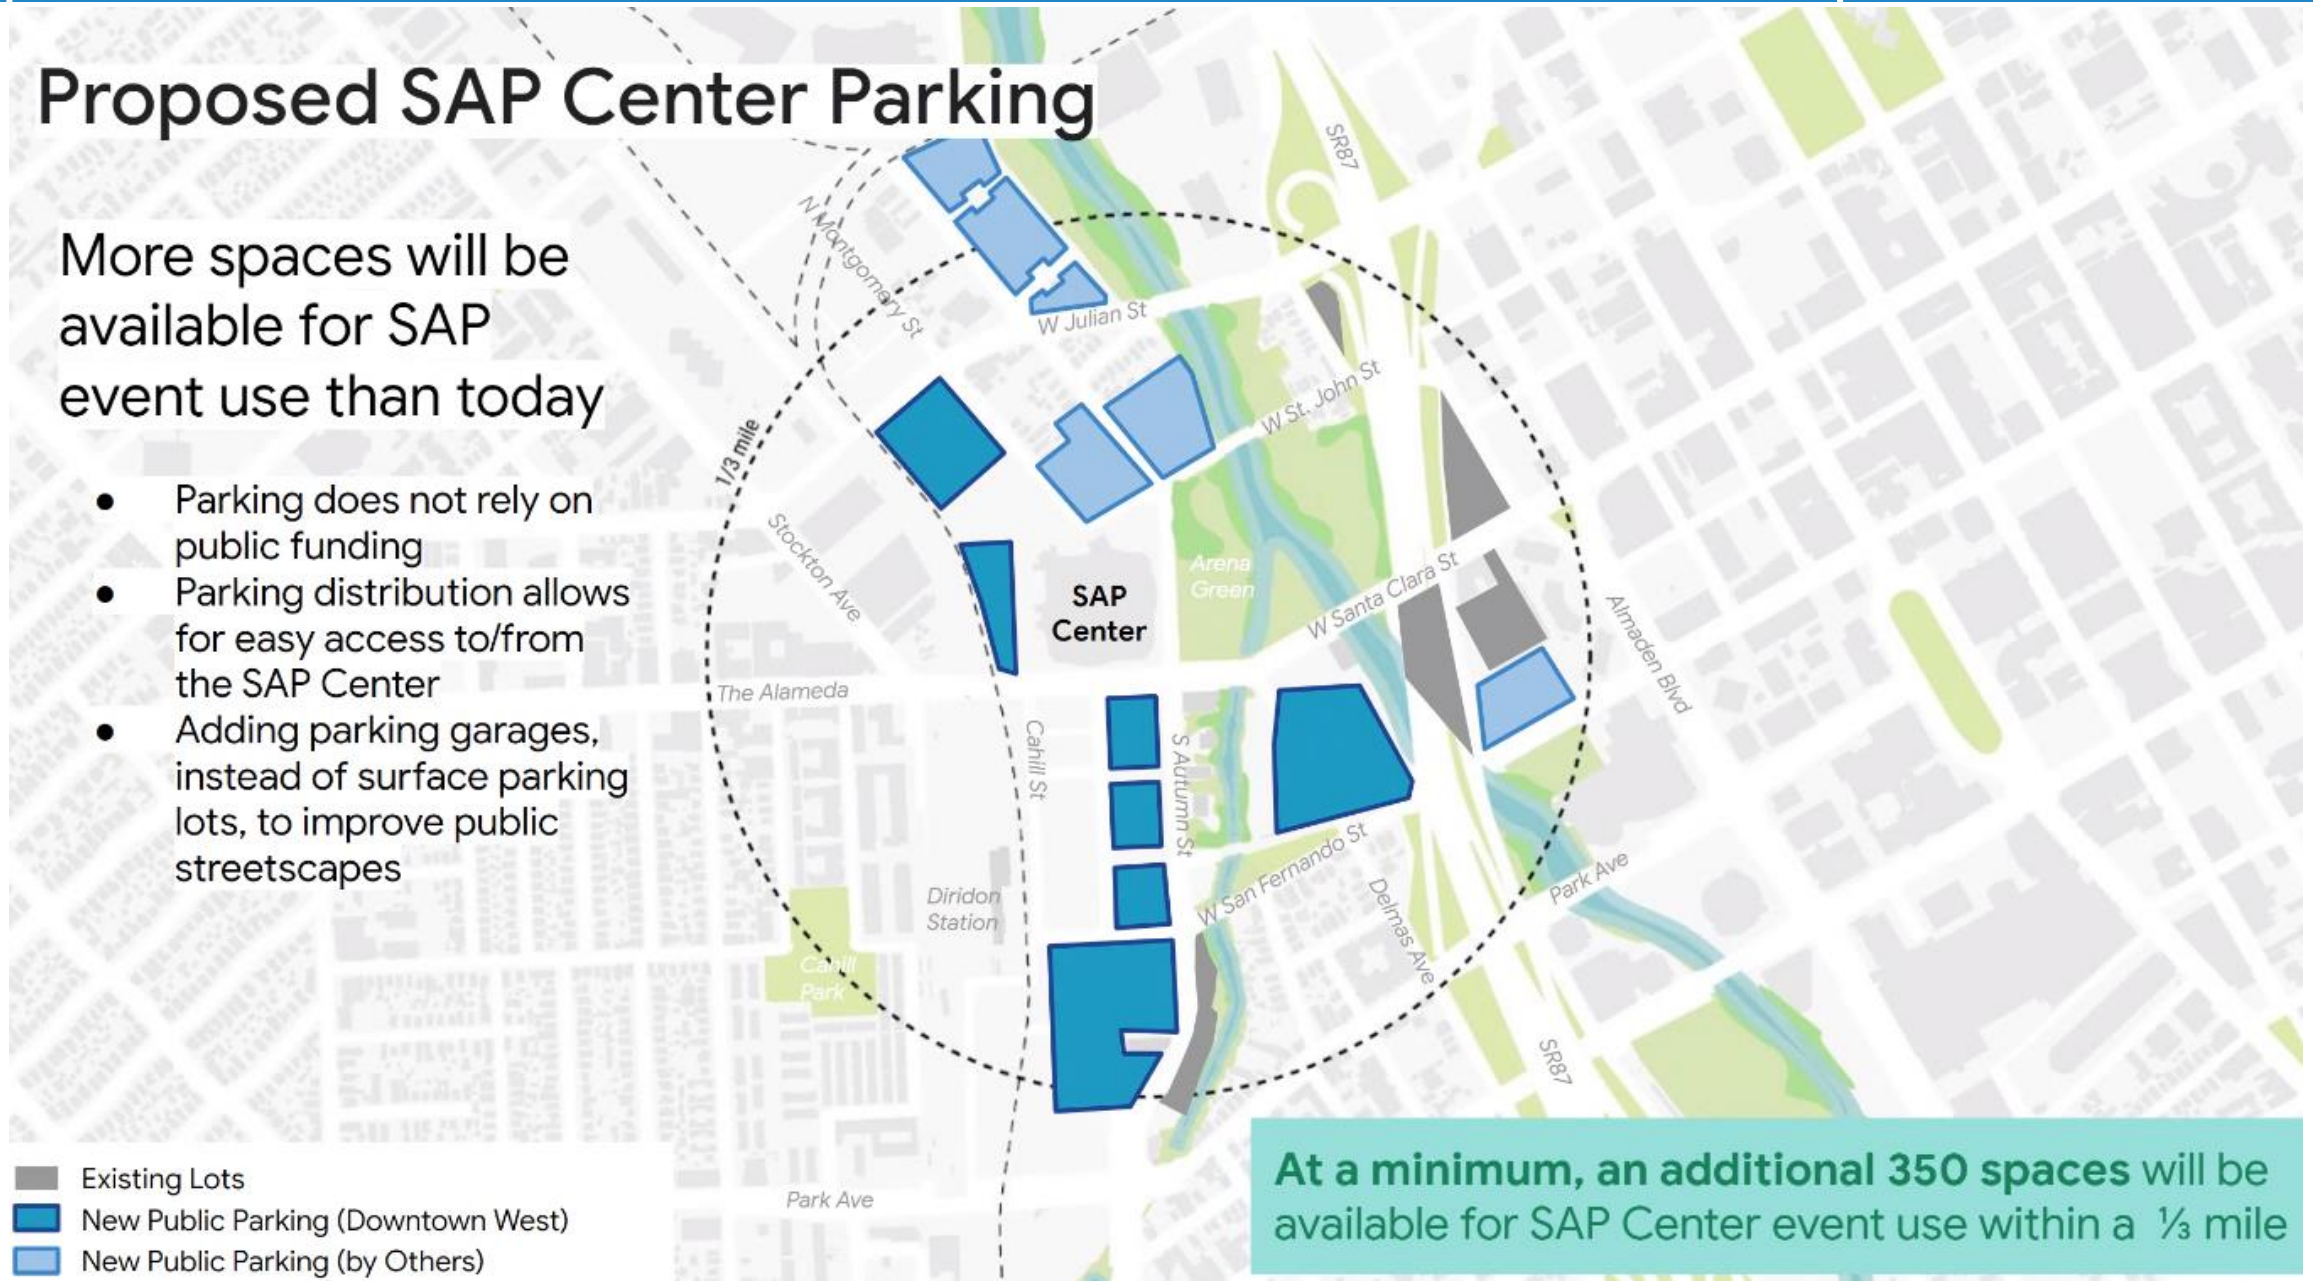 Proposed SAP Center Parking
More spaces will be
available for SAP
event use than today
● Parking does not rely on
public funding
● Parking distribution allows
for easy access to/from
the SAP Center
● Adding parking garages,
instead of surface parking
lots, to improve public
streetscapes
SR87
N Montgomery St
W Julian St
W St. John St
1/3 mile
Stockton Ave
Arena
Green
SAP
Center
W Santa Clara St
Almaden Blvd
The Alameda
Cahill St
S Autumn St
W San Fernando St
Delmas Ave
Park Ave
Diridon
Station
Cahill
Park
SR87
Park Ave
Existing Lots
New Public Parking (Downtown West)
New Public Parking (by Others)
At a minimum, an additional 350 spaces will be
available for SAP Center event use within a ⅓ mile